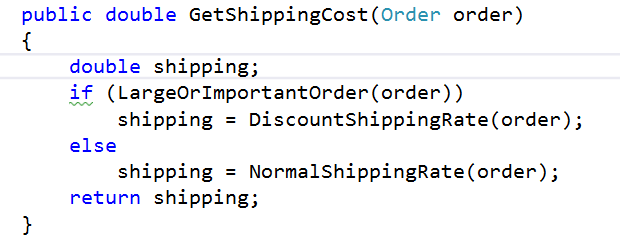 public double GetShippingCost(Order order)
{
    double shipping;
    if (LargeOrImportantOrder(order))
        shipping = DiscountShippingRate(order);
    else
        shipping = NormalShippingRate(order);
    return shipping;
}